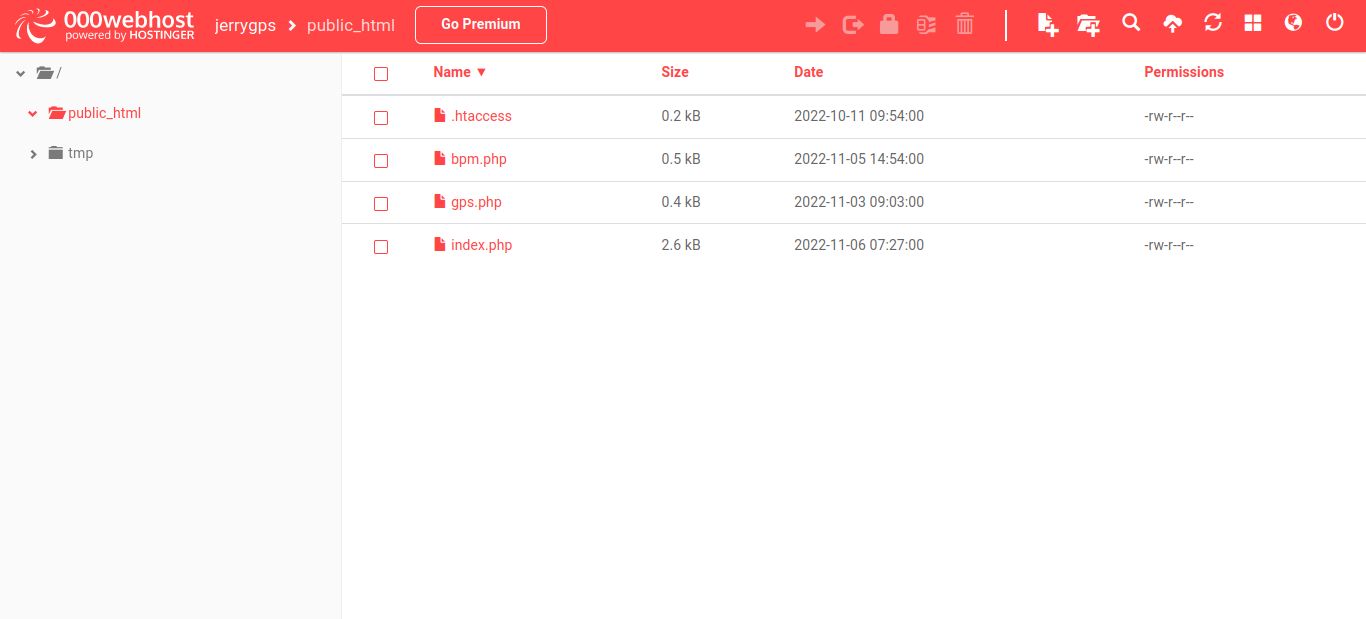 000webhost
powered by HOSTINGER
jerrygps
public_html
Go Premium
/
public_html
tmp
Name ▼ Size Date Permissions
.htaccess 0.2 kB 2022-10-11 09:54:00 -rw-r--r--
bpm.php 0.5 kB 2022-11-05 14:54:00 -rw-r--r--
gps.php 0.4 kB 2022-11-03 09:03:00 -rw-r--r--
index.php 2.6 kB 2022-11-06 07:27:00 -rw-r--r--